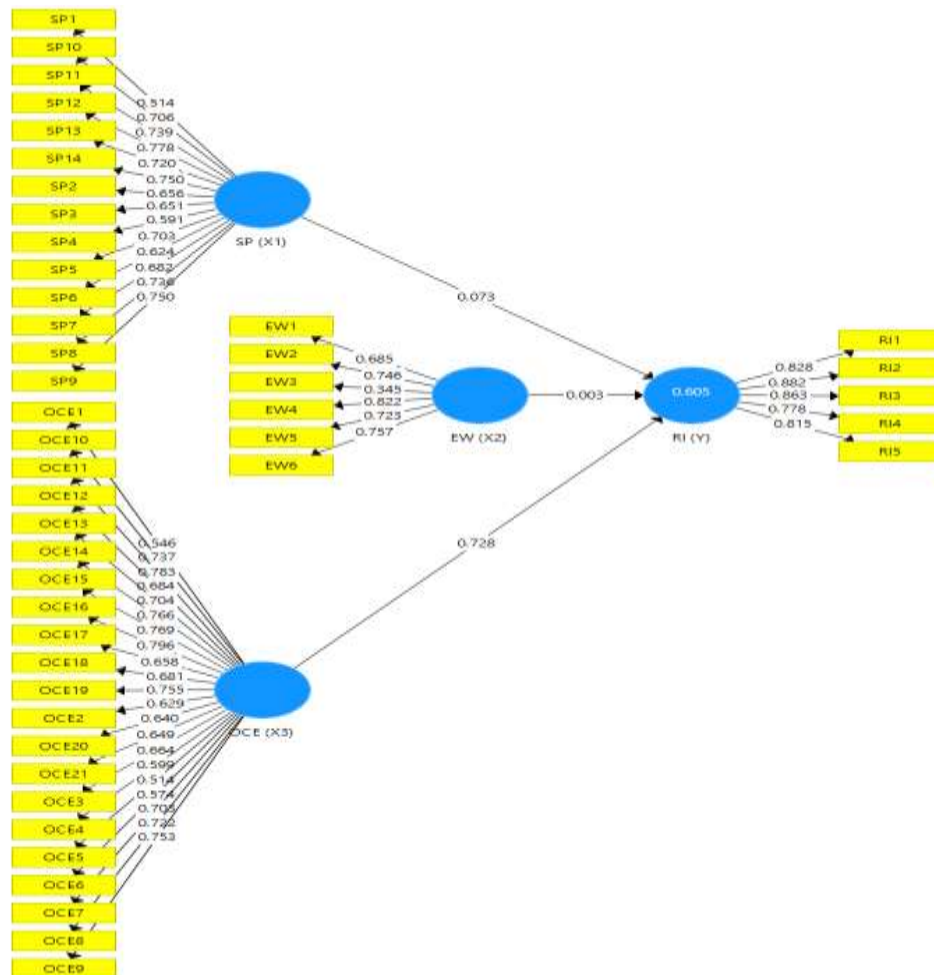 SP1
SP10
SP11
SP12
SP13
SP14
SP2
SP3
SP4
SP5
SP6
SP7
SP8
SP9
0.514
0.706
0.739
0.778
0.720
0.750
0.656
0.651
0.591
0.703
0.624
0.682
0.736
0.750
SP (X1)
0.073
EW1
EW2
EW3
EW4
EW5
EW6
0.685
0.746
0.345
0.822
0.723
0.757
EW (X2)
0.003
0.605
RI (Y)
0.828
0.882
0.863
0.778
0.815
RI1
RI2
RI3
RI4
RI5
OCE1
OCE10
OCE11
OCE12
OCE13
OCE14
OCE15
OCE16
OCE17
OCE18
OCE19
OCE2
OCE20
OCE21
OCE3
OCE4
OCE5
OCE6
OCE7
OCE8
OCE9
0.546
0.737
0.783
0.684
0.704
0.766
0.769
0.796
0.658
0.681
0.755
0.629
0.640
0.649
0.664
0.599
0.514
0.574
0.703
0.722
0.753
OCE (X3)
0.728